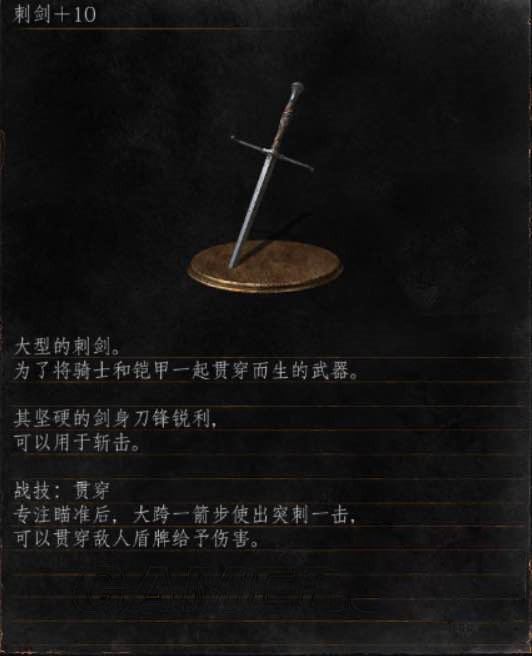 刺剑+10
大型的刺剑。
为了将骑士和铠甲一起贯穿而生的武器。
其坚硬的剑身刀锋锐利，
可以用于斩击。
战技：贯穿
专注瞄准后，大跨一箭步使出突刺一击，
可以贯穿敌人盾牌给予伤害。